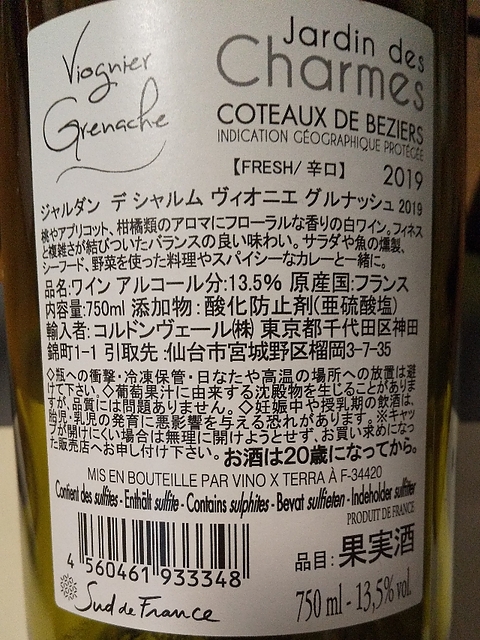 Viognier
Grenache
Jardin des
Charmes
COTEAUX DE BEZIERS
INDICATION GÉOGRAPHIQUE PROTÉGÉE
【FRESH/ 辛口】
2019
ジャルダン デ シャルム ヴィオニエ グルナッシュ 2019
桃やアプリコット、柑橘類のアロマにフローラルな香りの白ワイン。フィネス
と複雑さが結びついたバランスの良い味わい。サラダや魚の燻製、
シーフード、野菜を使った料理やスパイシーなカレーと一緒に。
品名:ワイン アルコール分:13.5% 原産国:フランス
内容量:750ml 添加物:酸化防止剤(亜硫酸塩)
輸入者:コルドンヴェール(株) 東京都千代田区神田
錦町1-1 引取先:仙台市宮城野区榴岡3-7-35
◇瓶への衝撃・冷凍保管・日なたや高温の場所への放置は避
けて下さい。◇葡萄果汁に由来する沈殿物を生じることがありま
すが、品質には問題ありません。◇妊娠中や授乳期の飲酒は、
胎児・乳児の発育に悪影響を与える恐れがあります。※キャッ
プが開けにくい場合は無理に開けようとせず、お買い求めになっ
た販売店へお申し付け下さい。お酒は20歳になってから。
MIS EN BOUTEILLE PAR VINO X TERRA À F-34420
Contient des sulfites - Enthält sulfite - Contains sulphites - Bevat sulfieten - Indeholder sulfitter
PRODUIT DE FRANCE
4 560461 933348
品目:果実酒
Sud de France
750 ml - 13,5% vol.